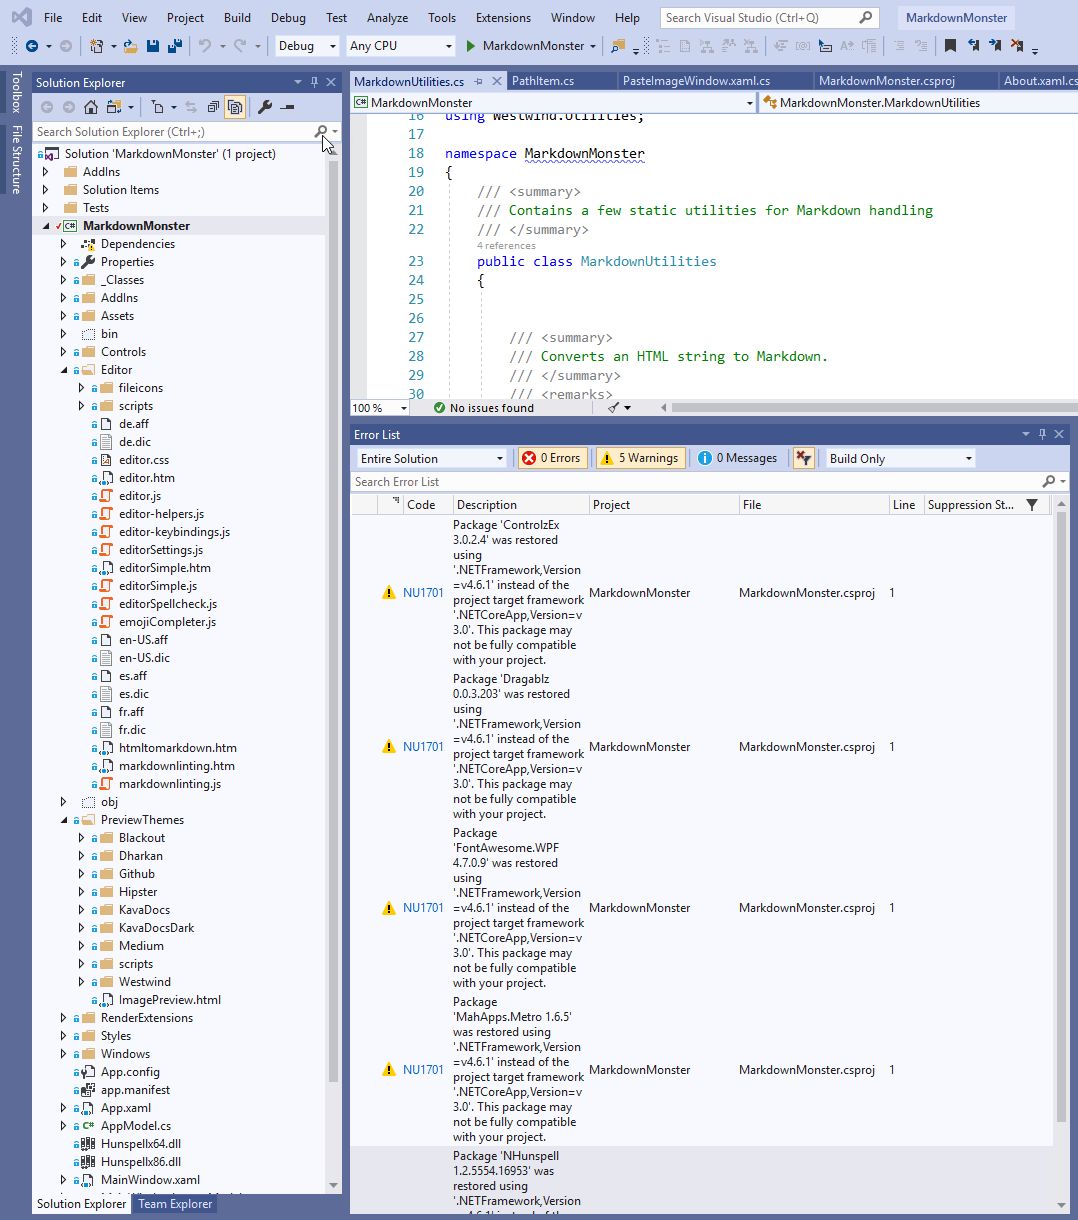 File Edit View Project Build Debug Test Analyze Tools Extensions Window Help Search Visual Studio (Ctrl+Q) MarkdownMonster
Debug Any CPU MarkdownMonster
Toolbox
File Structure
Solution Explorer
Search Solution Explorer (Ctrl+;)
Solution 'MarkdownMonster' (1 project)
AddIns
Solution Items
Tests
MarkdownMonster
Dependencies
Properties
_Classes
AddIns
Assets
bin
Controls
Editor
fileicons
scripts
de.aff
de.dic
editor.css
editor.htm
editor.js
editor-helpers.js
editor-keybindings.js
editorSettings.js
editorSimple.htm
editorSimple.js
editorSpellcheck.js
emojiCompleter.js
en-US.aff
en-US.dic
es.aff
es.dic
fr.aff
fr.dic
htmltomarkdown.htm
markdownlinting.htm
markdownlinting.js
obj
PreviewThemes
Blackout
Dharkan
Github
Hipster
KavaDocs
KavaDocsDark
Medium
scripts
Westwind
ImagePreview.html
RenderExtensions
Styles
Windows
App.config
app.manifest
App.xaml
AppModel.cs
Hunspellx64.dll
Hunspellx86.dll
MainWindow.xaml
Solution Explorer Team Explorer
MarkdownUtilities.cs PathItem.cs PasteImageWindow.xaml.cs MarkdownMonster.csproj About.xaml.cs
MarkdownMonster MarkdownMonster.MarkdownUtilities
16 using Westwind.Utilities;
17
18 namespace MarkdownMonster
19 {
20 /// <summary>
21 /// Contains a few static utilities for Markdown handling
22 /// </summary>
4 references
23 public class MarkdownUtilities
24 {
25
26
27 /// <summary>
28 /// Converts an HTML string to Markdown.
29 /// </summary>
30 /// <remarks>
100 % No issues found
Error List
Entire Solution 0 Errors 5 Warnings 0 Messages Build Only
Search Error List
Code Description Project File Line Suppression St...
Package 'ControlzEx
3.0.2.4' was restored
using
'.NETFramework,Version
=v4.6.1' instead of the
NU1701 project target framework MarkdownMonster MarkdownMonster.csproj 1
'.NETCoreApp,Version=v
3.0'. This package may
not be fully compatible
with your project.
Package 'Dragablz
0.0.3.203' was restored
using
'.NETFramework,Version
=v4.6.1' instead of the
NU1701 project target framework MarkdownMonster MarkdownMonster.csproj 1
'.NETCoreApp,Version=v
3.0'. This package may
not be fully compatible
with your project.
Package
'FontAwesome.WPF
4.7.0.9' was restored
using
'.NETFramework,Version
NU1701 =v4.6.1' instead of the MarkdownMonster MarkdownMonster.csproj 1
project target framework
'.NETCoreApp,Version=v
3.0'. This package may
not be fully compatible
with your project.
Package
'MahApps.Metro 1.6.5'
was restored using
'.NETFramework,Version
=v4.6.1' instead of the
NU1701 project target framework MarkdownMonster MarkdownMonster.csproj 1
'.NETCoreApp,Version=v
3.0'. This package may
not be fully compatible
with your project.
Package 'NHunspell
1.2.5554.16953' was
restored using
'.NETFramework,Version